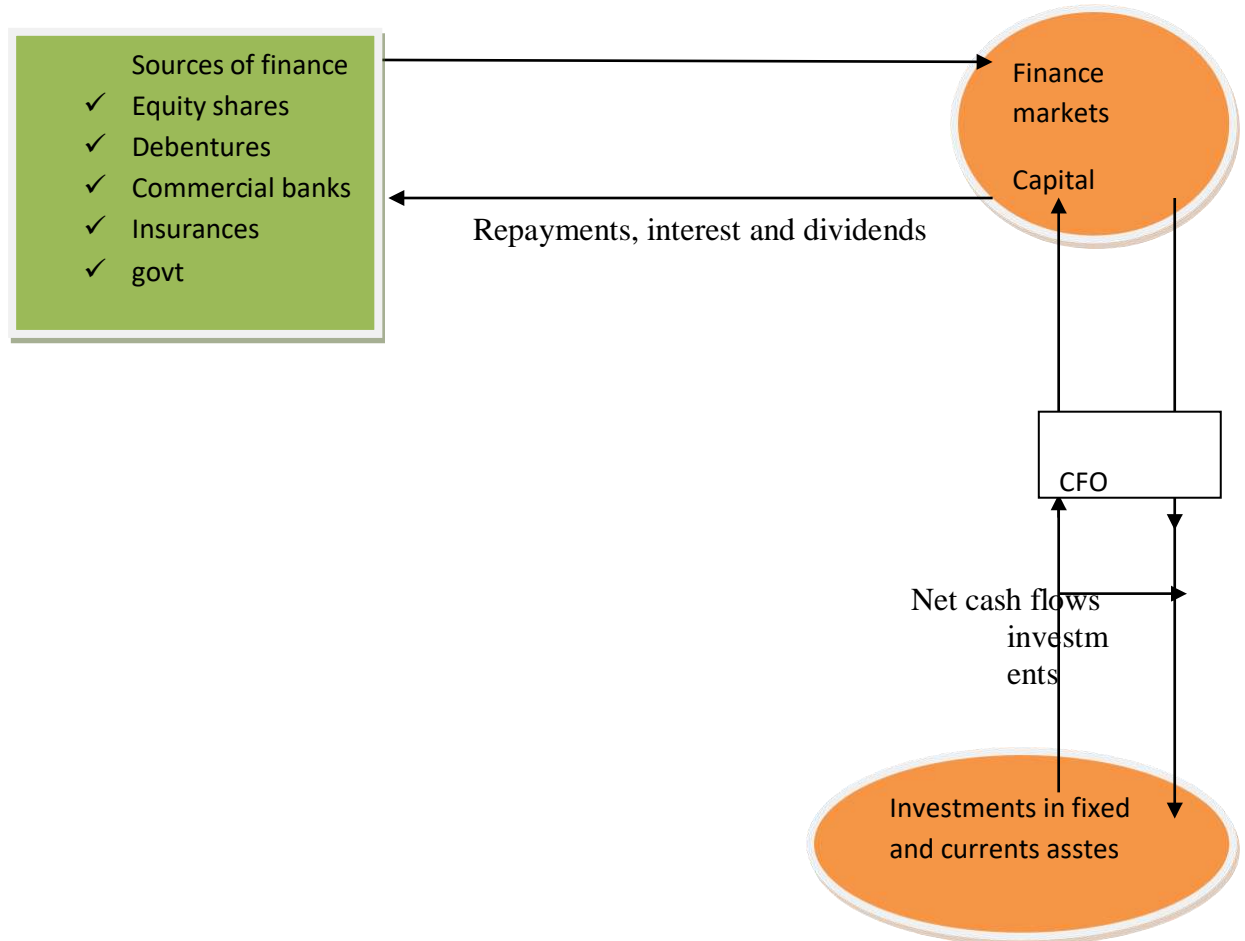 Sources of finance
✓ Equity shares
✓ Debentures
✓ Commercial banks
✓ Insurances
✓ govt
Finance
markets
Capital
Repayments, interest and dividends
CFO
Net cash flows
investm
ents
Investments in fixed
and currents asstes